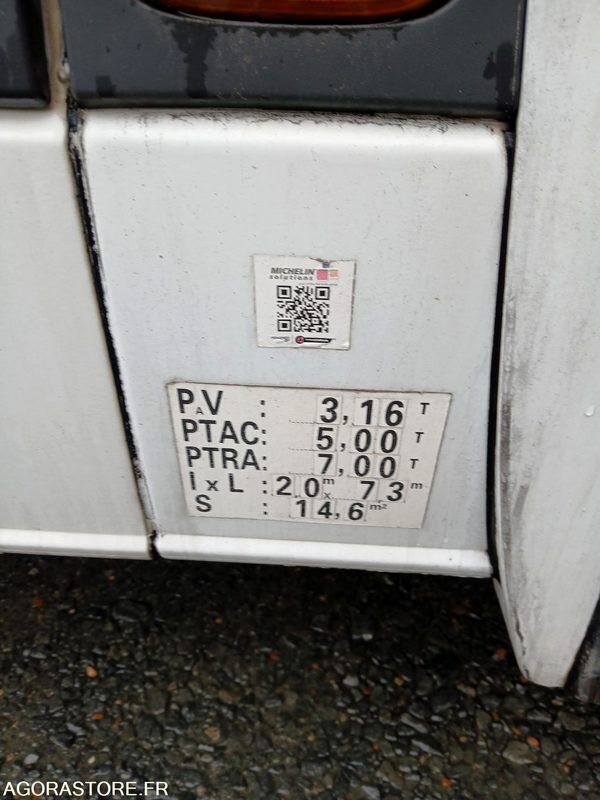 MICHELIN
solutions
PAV : 3,16 T
PTAC: 5,00 T
PTRA: 7,00 T
l x L : 2,0 m x 7,3 m
S : 14,6 m²
AGORASTORE.FR